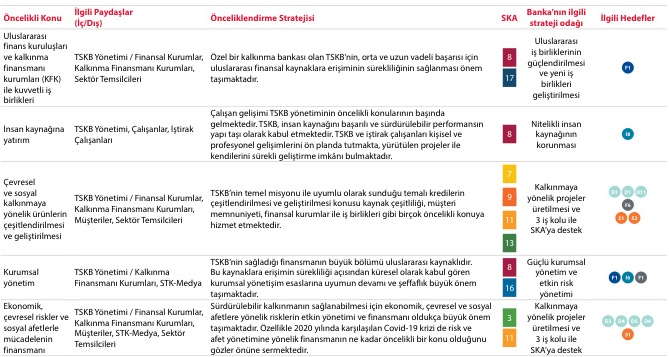 Öncelikli Konu
İlgili Paydaşlar
(İç/Dış)
Önceliklendirme Stratejisi
SKA
Banka'nın ilgili
strateji odağı
İlgili Hedefler
Uluslararası
finans kuruluşları
ve kalkınma
finansmanı
kurumları (KFK)
ile kuvvetli iş
birlikleri
TSKB Yönetimi / Finansal Kurumlar,
Kalkınma Finansmanı Kurumları,
Sektör Temsilcileri
Özel bir kalkınma bankası olan TSKB'nin, orta ve uzun vadeli başarısı için
uluslararası finansal kaynaklara erişiminin sürekliliğinin sağlanması önem
taşımaktadır.
8
17
Uluslararası
iş birliklerinin
güçlendirilmesi
ve yeni iş
birlikleri
geliştirilmesi
F1
İnsan kaynağına
yatırım
TSKB Yönetimi, Çalışanlar, İştirak
Çalışanları
Çalışan gelişimi TSKB yönetiminin öncelikli konularının başında
gelmektedir. TSKB, insan kaynağını başarılı ve sürdürülebilir performansın
yapı taşı olarak kabul etmektedir. TSKB ve iştirak çalışanları kişisel ve
profesyonel gelişimlerini ön planda tutmakta, yürütülen projeler ile
kendilerini sürekli geliştirme imkânı bulmaktadır.
8
Nitelikli insan
kaynağının
korunması
İ6
Çevresel
ve sosyal
kalkınmaya
yönelik ürünlerin
çeşitlendirilmesi
ve geliştirilmesi
TSKB Yönetimi / Finansal Kurumlar,
Kalkınma Finansmanı Kurumları,
Müşteriler, Sektör Temsilcileri
TSKB'nin temel misyonu ile uyumlu olarak sunduğu temalı kredilerin
çeşitlendirilmesi ve geliştirilmesi konusu kaynak çeşitliliği, müşteri
memnuniyeti, finansal kurumlar ile iş birlikleri gibi birçok öncelikli konuya
hizmet etmektedir.
7
9
11
13
Kalkınmaya
yönelik projeler
üretilmesi ve
3 iş kolu ile
SKA'ya destek
F6
S1 S2
Kurumsal
yönetim
TSKB Yönetimi / Kalkınma
Finansmanı Kurumları, STK-Medya
TSKB'nin sağladığı finansmanın büyük bölümü uluslararası kaynaklıdır.
Bu kaynaklara erişimin sürekliliği açısından küresel olarak kabul gören
kurumsal yönetişim esaslarına uyumun devamı ve şeffaflık büyük önem
taşımaktadır.
8
16
Güçlü kurumsal
yönetim ve
etkin risk
yönetimi
F1 İ6 F1
Ekonomik,
çevresel riskler ve
sosyal afetlerle
mücadelenin
finansmanı
TSKB Yönetimi / Finansal Kurumlar,
Kalkınma Finansmanı Kurumları,
Müşteriler, STK-Medya, Sektör
Temsilcileri
Sürdürülebilir kalkınmanın sağlanabilmesi için ekonomik, çevresel ve sosyal
afetlere yönelik risklerin etkin yönetimi ve finansmanı oldukça büyük önem
taşımaktadır. Özellikle 2020 yılında karşılaşılan Covid-19 krizi de risk ve
afet yönetimine yönelik finansmanın ne kadar öncelikli bir konu olduğunu
gözler önüne sermektedir.
3
11
Kalkınmaya
yönelik projeler
üretilmesi ve
3 iş kolu ile
SKA'ya destek
S1